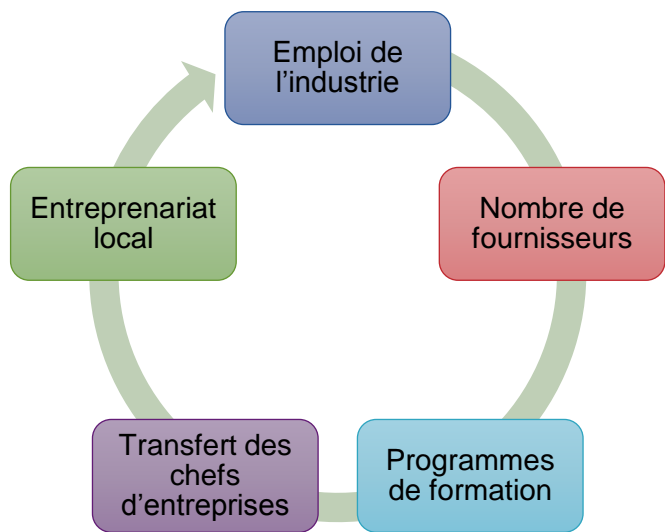 Emploi de
l’industrie
Nombre de
fournisseurs
Programmes
de formation
Transfert des
chefs
d’entreprises
Entreprenariat
local